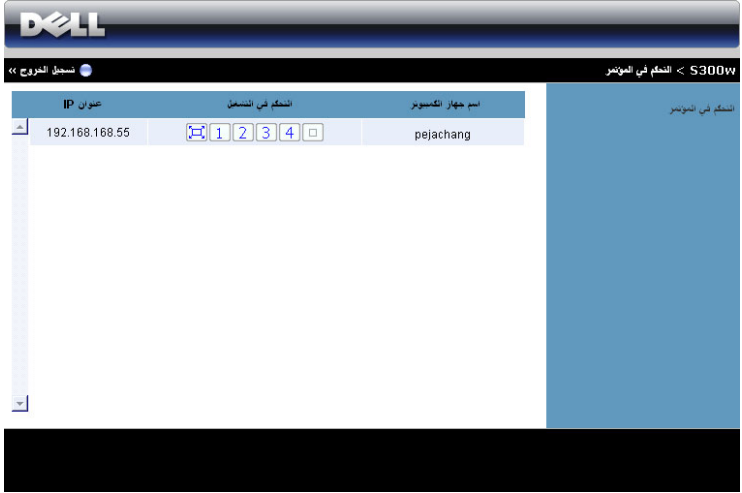 DELL
S300w > التحكم في المؤتمر
تسجيل الخروج >>
التحكم في المؤتمر
اسم جهاز الكمبيوتر التحكم في التشغيل عنوان IP
pejachang 1 2 3 4 192.168.168.55